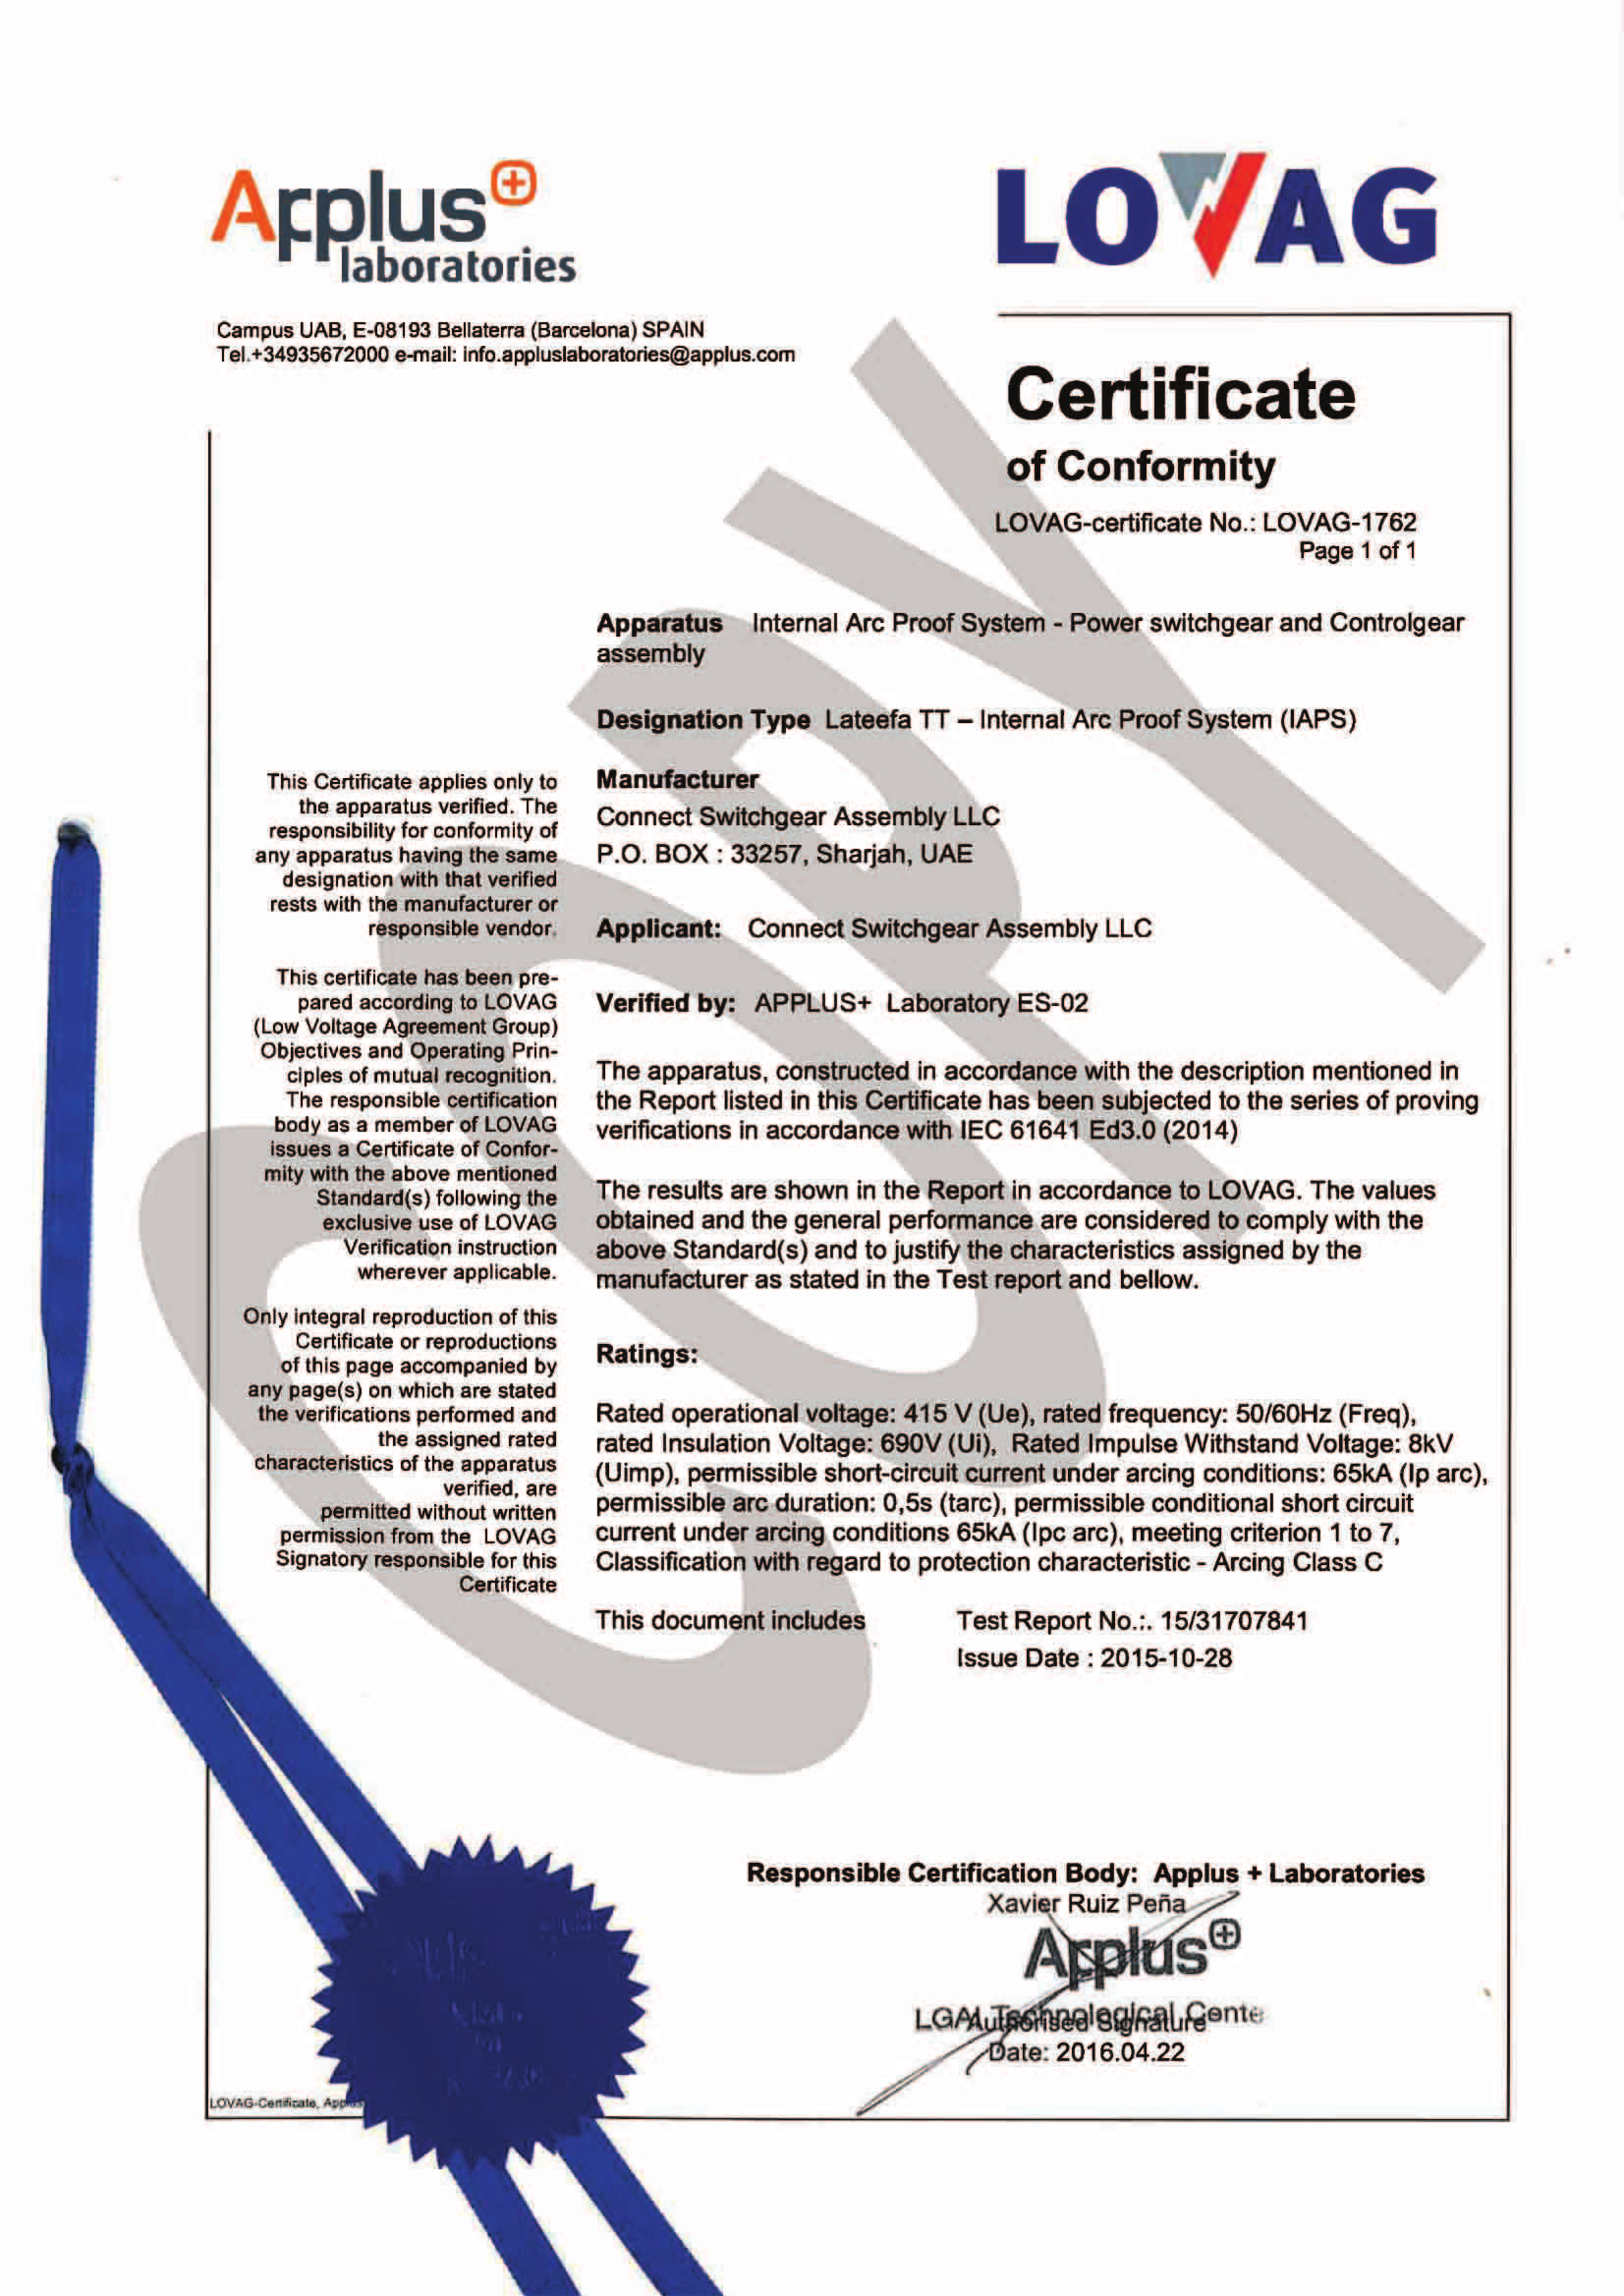 Applus+
laboratories
LOVAG
Campus UAB, E-08193 Bellaterra (Barcelona) SPAIN
Tel.+34935672000 e-mail: info.appluslaboratories@applus.com
Certificate
of Conformity
LOVAG-certificate No.: LOVAG-1762
Page 1 of 1
COPY
Apparatus Internal Arc Proof System - Power switchgear and Controlgear
assembly
Designation Type Lateefa TT – Internal Arc Proof System (IAPS)
This Certificate applies only to
the apparatus verified. The
responsibility for conformity of
any apparatus having the same
designation with that verified
rests with the manufacturer or
responsible vendor.
This certificate has been pre-
pared according to LOVAG
(Low Voltage Agreement Group)
Objectives and Operating Prin-
ciples of mutual recognition.
The responsible certification
body as a member of LOVAG
issues a Certificate of Confor-
mity with the above mentioned
Standard(s) following the
exclusive use of LOVAG
Verification instruction
wherever applicable.
Only integral reproduction of this
Certificate or reproductions
of this page accompanied by
any page(s) on which are stated
the verifications performed and
the assigned rated
characteristics of the apparatus
verified, are
permitted without written
permission from the LOVAG
Signatory responsible for this
Certificate
Manufacturer
Connect Switchgear Assembly LLC
P.O. BOX : 33257, Sharjah, UAE
Applicant: Connect Switchgear Assembly LLC
Verified by: APPLUS+ Laboratory ES-02
The apparatus, constructed in accordance with the description mentioned in
the Report listed in this Certificate has been subjected to the series of proving
verifications in accordance with IEC 61641 Ed3.0 (2014)
The results are shown in the Report in accordance to LOVAG. The values
obtained and the general performance are considered to comply with the
above Standard(s) and to justify the characteristics assigned by the
manufacturer as stated in the Test report and bellow.
Ratings:
Rated operational voltage: 415 V (Ue), rated frequency: 50/60Hz (Freq),
rated Insulation Voltage: 690V (Ui), Rated Impulse Withstand Voltage: 8kV
(Uimp), permissible short-circuit current under arcing conditions: 65kA (Ip arc),
permissible arc duration: 0,5s (tarc), permissible conditional short circuit
current under arcing conditions 65kA (Ipc arc), meeting criterion 1 to 7,
Classification with regard to protection characteristic - Arcing Class C
This document includes Test Report No.:. 15/31707841
Issue Date : 2015-10-28
Responsible Certification Body: Applus + Laboratories
Xavier Ruiz Peña
Applus+
LGAI Technological Cente
Authorised Signature
Date: 2016.04.22
LOVAG-Certificate, Applus